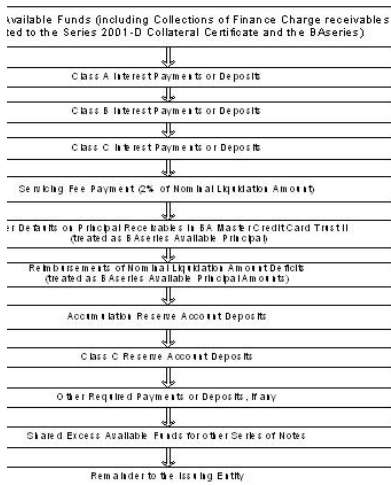 Available Funds (including Collections of Finance Charge receivables
ted to the Series 2001-D Collateral Certificate and the BAseries)
Class A Interest Payments or Deposits
Class B Interest Payments or Deposits
Class C Interest Payments or Deposits
Servicing Fee Payment (2% of Nominal Liquidation Amount)
er Defaults on Principal Receivables in BA Master Credit Card Trust II
(treated as BAseries Available Principal)
Reimbursements of Nominal Liquidation Amount Deficits
(treated as BAseries Available Principal Amounts)
Accumulation Reserve Account Deposits
Class C Reserve Account Deposits
Other Required Payments or Deposits, if any
Shared Excess Available Funds for other Series of Notes
Remainder to the Issuing Entity